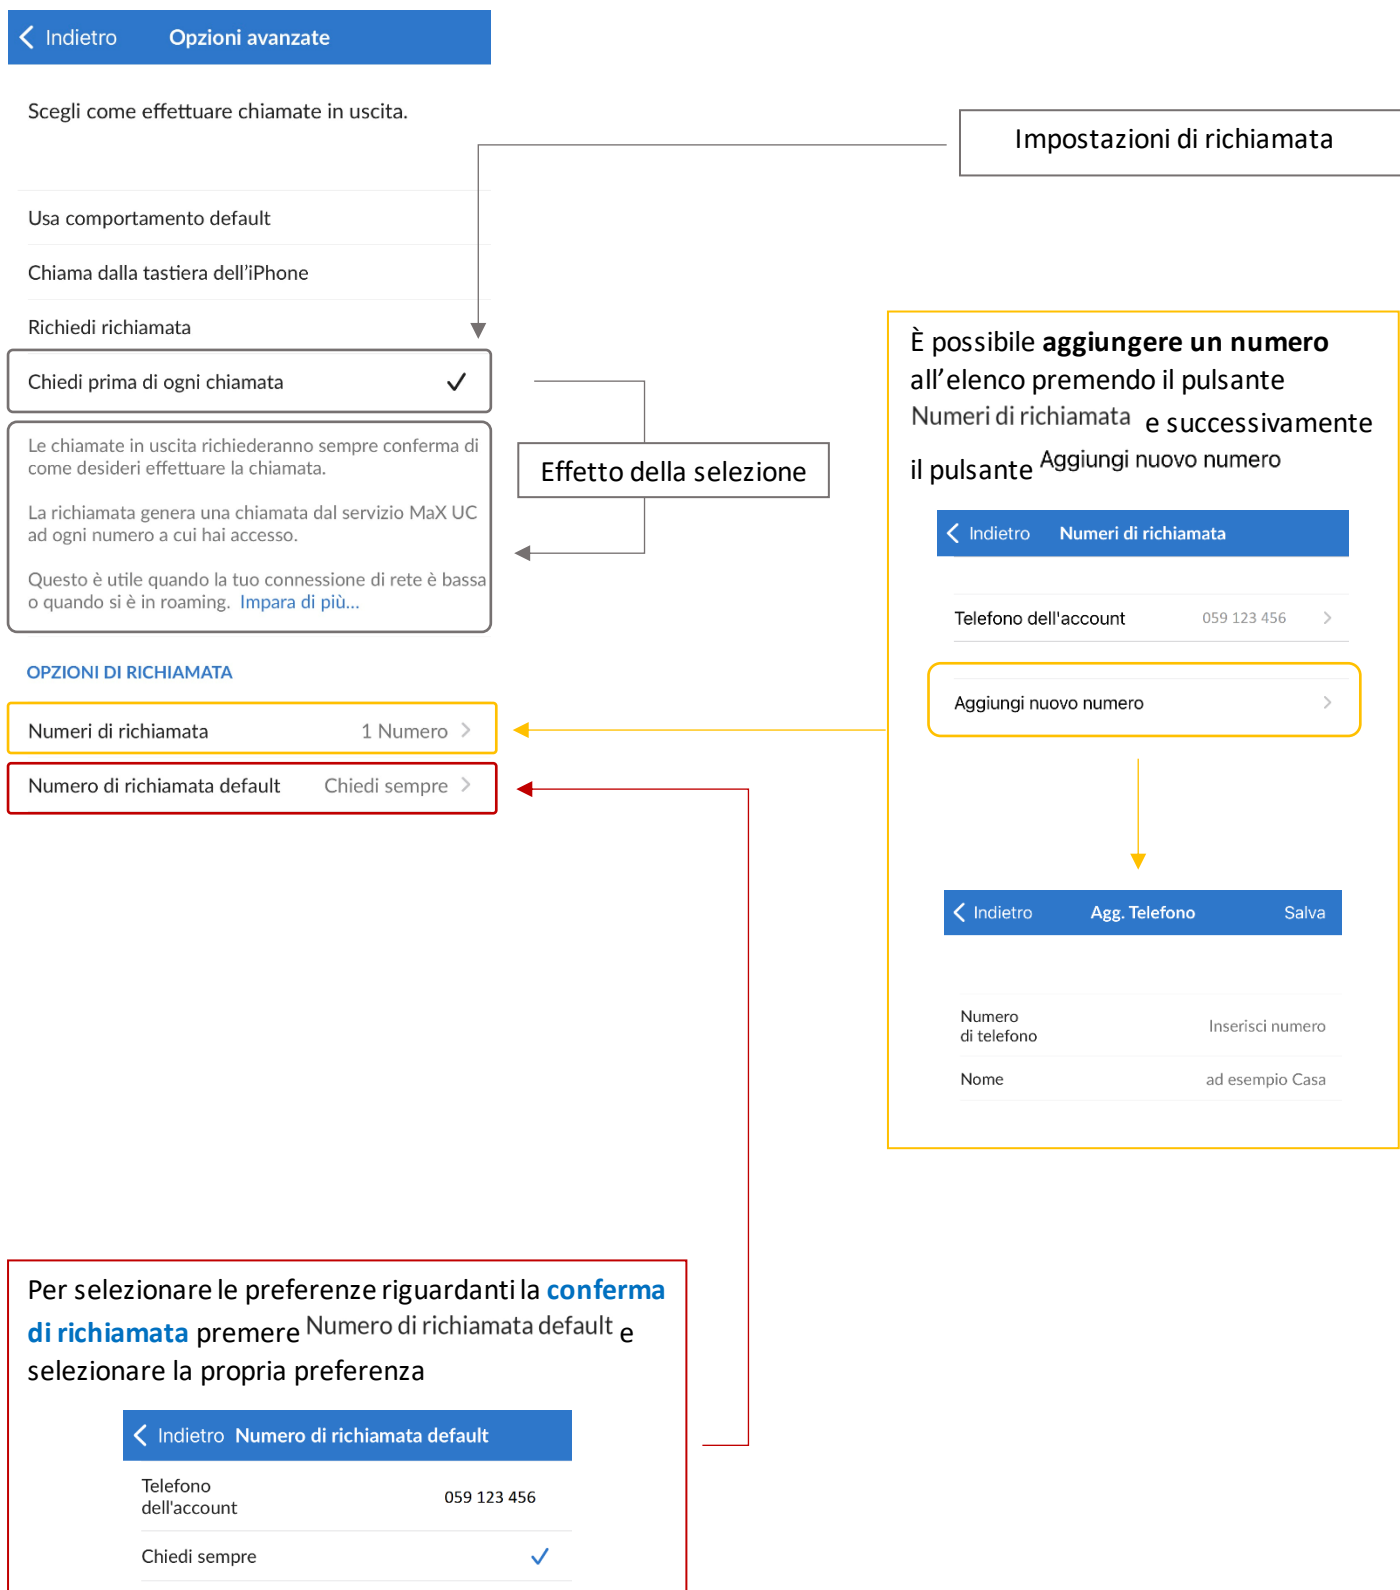 Indietro Opzioni avanzate
Scegli come effettuare chiamate in uscita.
Impostazioni di richiamata
Usa comportamento default
Chiama dalla tastiera dell'iPhone
Richiedi richiamata
Chiedi prima di ogni chiamata
Le chiamate in uscita richiederanno sempre conferma di
come desideri effettuare la chiamata.
La richiamata genera una chiamata dal servizio MaX UC
ad ogni numero a cui hai accesso.
Questo è utile quando la tuo connessione di rete è bassa
o quando si è in roaming. Impara di più...
Effetto della selezione
OPZIONI DI RICHIAMATA
Numeri di richiamata 1 Numero
Numero di richiamata default Chiedi sempre
È possibile aggiungere un numero
all'elenco premendo il pulsante
Numeri di richiamata e successivamente
il pulsante Aggiungi nuovo numero
Indietro Numeri di richiamata
Telefono dell'account 059 123 456
Aggiungi nuovo numero
Indietro Agg. Telefono Salva
Numero
di telefono Inserisci numero
Nome ad esempio Casa
Per selezionare le preferenze riguardanti la conferma
di richiamata premere Numero di richiamata default e
selezionare la propria preferenza
Indietro Numero di richiamata default
Telefono
dell'account 059 123 456
Chiedi sempre